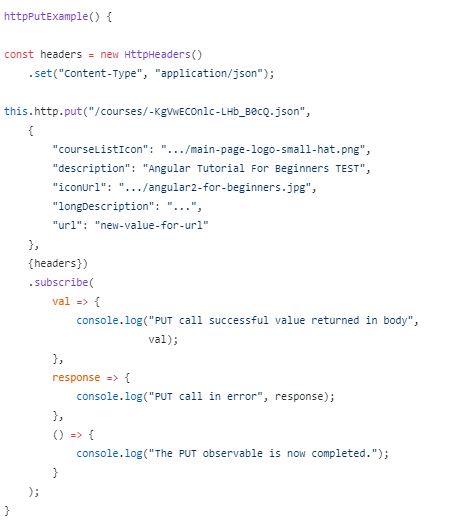 httpPutExample() {
const headers = new HttpHeaders()
.set("Content-Type", "application/json");
this.http.put("/courses/-KgVwECOnlc-LHb_B0cQ.json",
{
"courseListIcon": ".../main-page-logo-small-hat.png",
"description": "Angular Tutorial For Beginners TEST",
"iconUrl": ".../angular2-for-beginners.jpg",
"longDescription": "...",
"url": "new-value-for-url"
},
{headers})
.subscribe(
val => {
console.log("PUT call successful value returned in body",
val);
},
response => {
console.log("PUT call in error", response);
},
() => {
console.log("The PUT observable is now completed.");
}
);
}